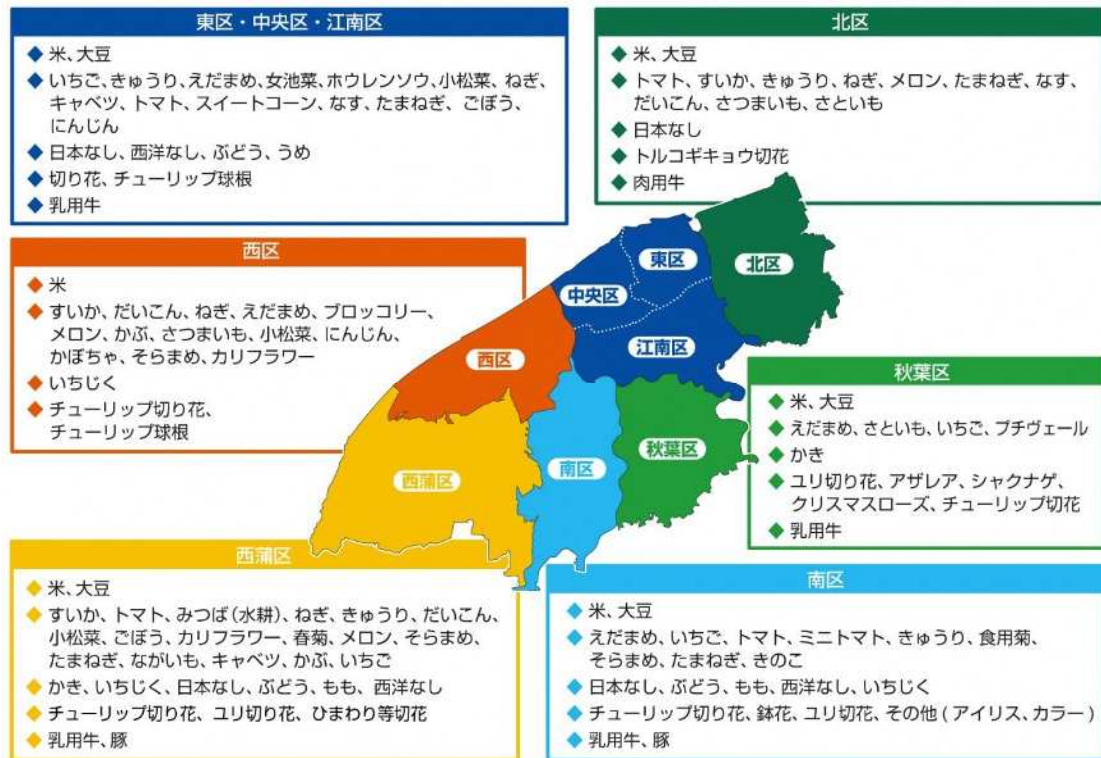 東区・中央区・江南区
◆ 米、大豆
◆ いちご、きゅうり、えだまめ、女池菜、ホウレンソウ、小松菜、ねぎ、
キャベツ、トマト、スイートコーン、なす、たまねぎ、ごぼう、
にんじん
◆ 日本なし、西洋なし、ぶどう、うめ
◆ 切り花、チューリップ球根
◆ 乳用牛
北区
◆ 米、大豆
◆ トマト、すいか、きゅうり、ねぎ、メロン、たまねぎ、なす、
だいこん、さつまいも、さといも
◆ 日本なし
◆ トルコギキョウ切花
◆ 肉用牛
西区
◆ 米
◆ すいか、だいこん、ねぎ、えだまめ、ブロッコリー、
メロン、かぶ、さつまいも、小松菜、にんじん、
かぼちゃ、そらまめ、カリフラワー
◆ いちじく
◆ チューリップ切り花、
チューリップ球根
東区
北区
中央区
江南区
西区
秋葉区
南区
西蒲区
秋葉区
◆ 米、大豆
◆ えだまめ、さといも、いちご、プチヴェール
◆ かき
◆ ユリ切り花、アザレア、シャクナゲ、
クリスマスローズ、チューリップ切花
◆ 乳用牛
西蒲区
◆ 米、大豆
◆ すいか、トマト、みつば(水耕)、ねぎ、きゅうり、だいこん、
小松菜、ごぼう、カリフラワー、春菊、メロン、そらまめ、
たまねぎ、ながいも、キャベツ、かぶ、いちご
◆ かき、いちじく、日本なし、ぶどう、もも、西洋なし
◆ チューリップ切り花、ユリ切り花、ひまわり等切花
◆ 乳用牛、豚
南区
◆ 米、大豆
◆ えだまめ、いちご、トマト、ミニトマト、きゅうり、食用菊、
そらまめ、たまねぎ、きのこ
◆ 日本なし、ぶどう、もも、西洋なし、いちじく
◆ チューリップ切り花、鉢花、ユリ切花、その他(アイリス、カラー)
◆ 乳用牛、豚